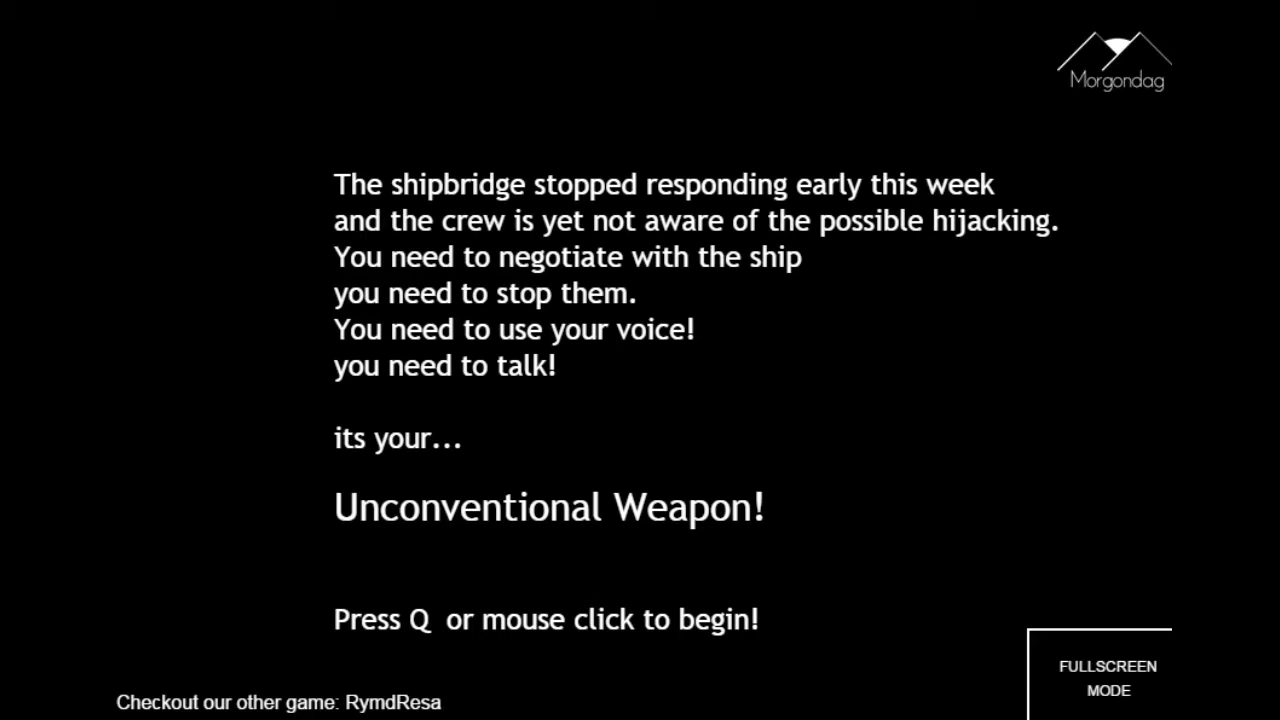 Morgondag
The shipbridge stopped responding early this week
and the crew is yet not aware of the possible hijacking.
You need to negotiate with the ship
you need to stop them.
You need to use your voice!
you need to talk!
its your...
Unconventional Weapon!
Press Q or mouse click to begin!
FULLSCREEN
MODE
Checkout our other game: RymdResa